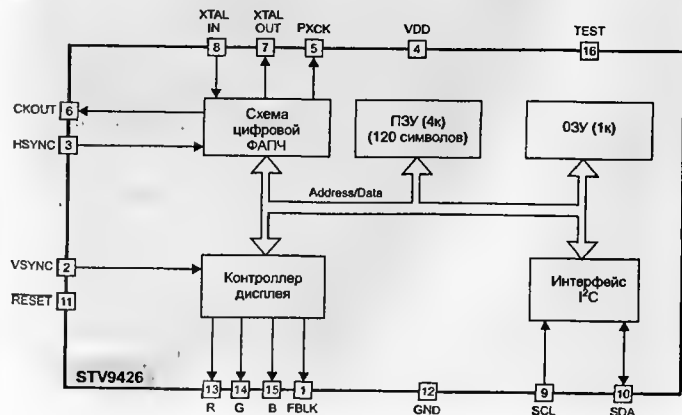 XTAL IN
XTAL OUT
PXCK
VDD
TEST
8
7
5
4
16
CKOUT
6
HSYNC
3
Схема
цифровой
ФАПЧ
ПЗУ (4к)
(120 символов)
ОЗУ (1к)
Address/Data
VSYNC
2
RESET
11
Контроллер
дисплея
Интерфейс
I²C
STV9426
13
14
15
1
12
9
10
R
G
B
FBLK
GND
SCL
SDA